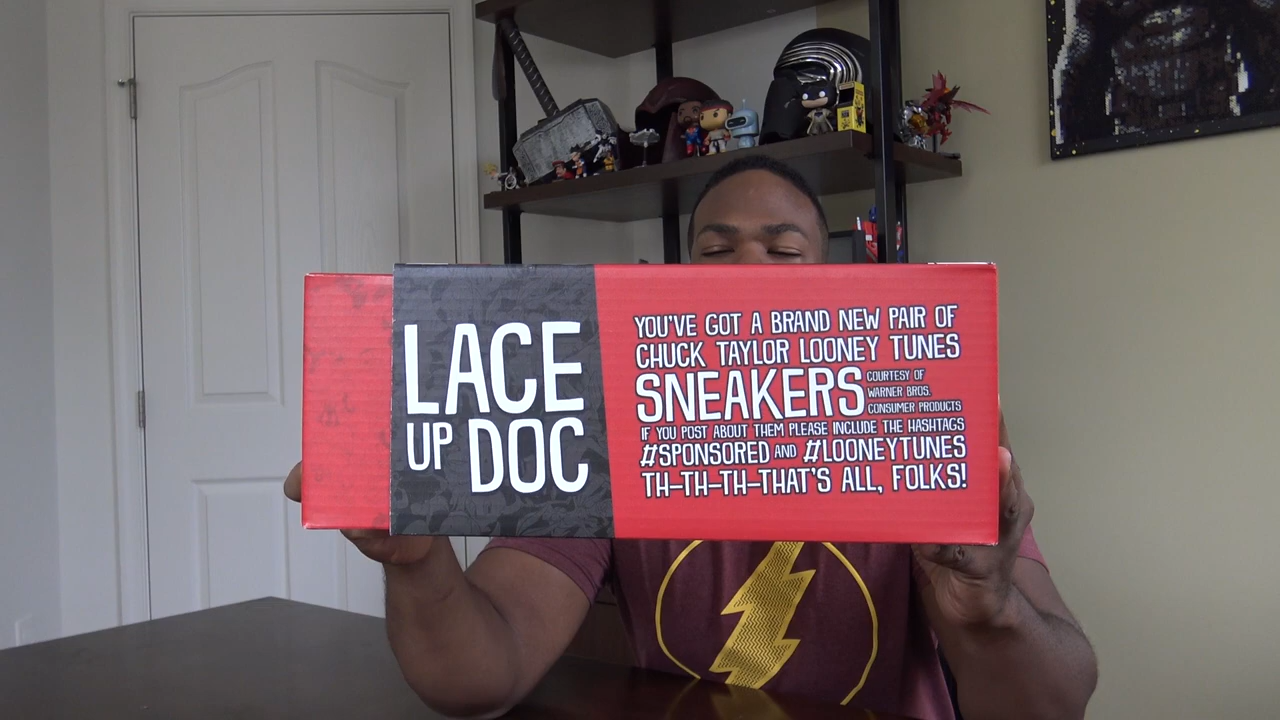 LACE
UP DOC
YOU'VE GOT A BRAND NEW PAIR OF
CHUCK TAYLOR LOONEY TUNES
SNEAKERS COURTESY OF
WARNER BROS.
CONSUMER PRODUCTS
IF YOU POST ABOUT THEM PLEASE INCLUDE THE HASHTAGS
#SPONSORED AND #LOONEYTUNES
TH-TH-TH-THAT'S ALL, FOLKS!